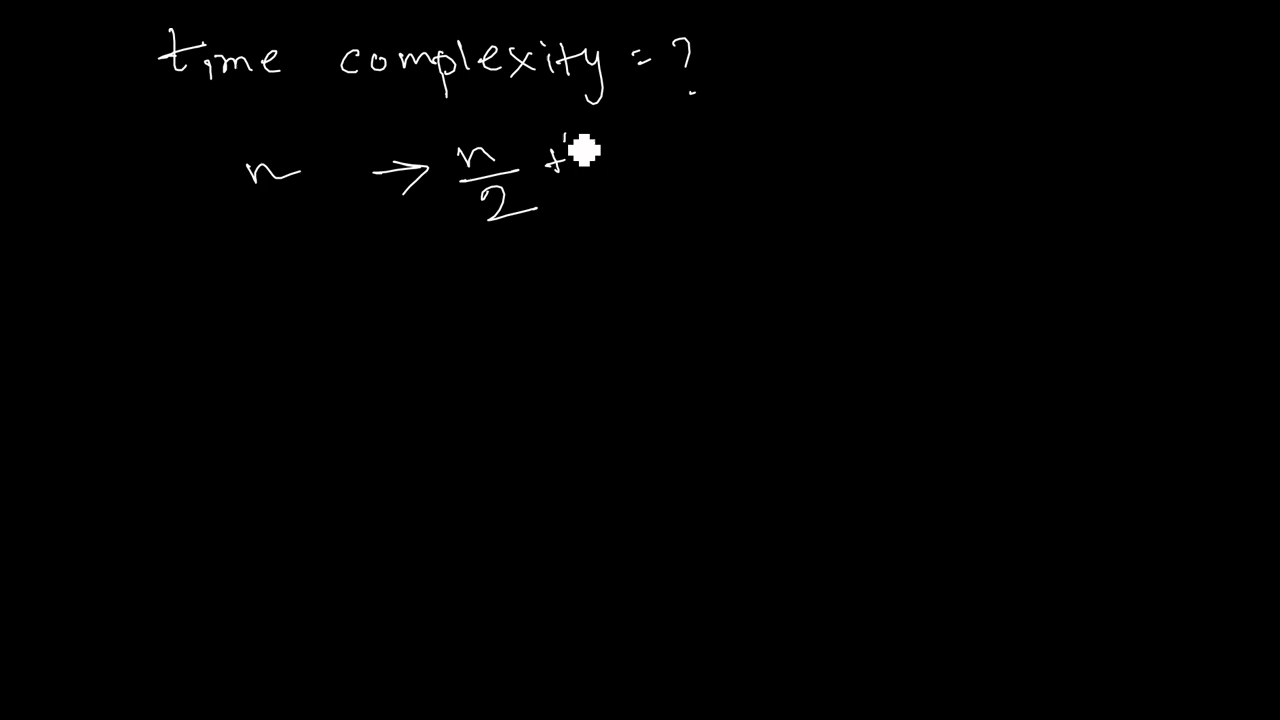 time complexity = ?
n → n/2 +